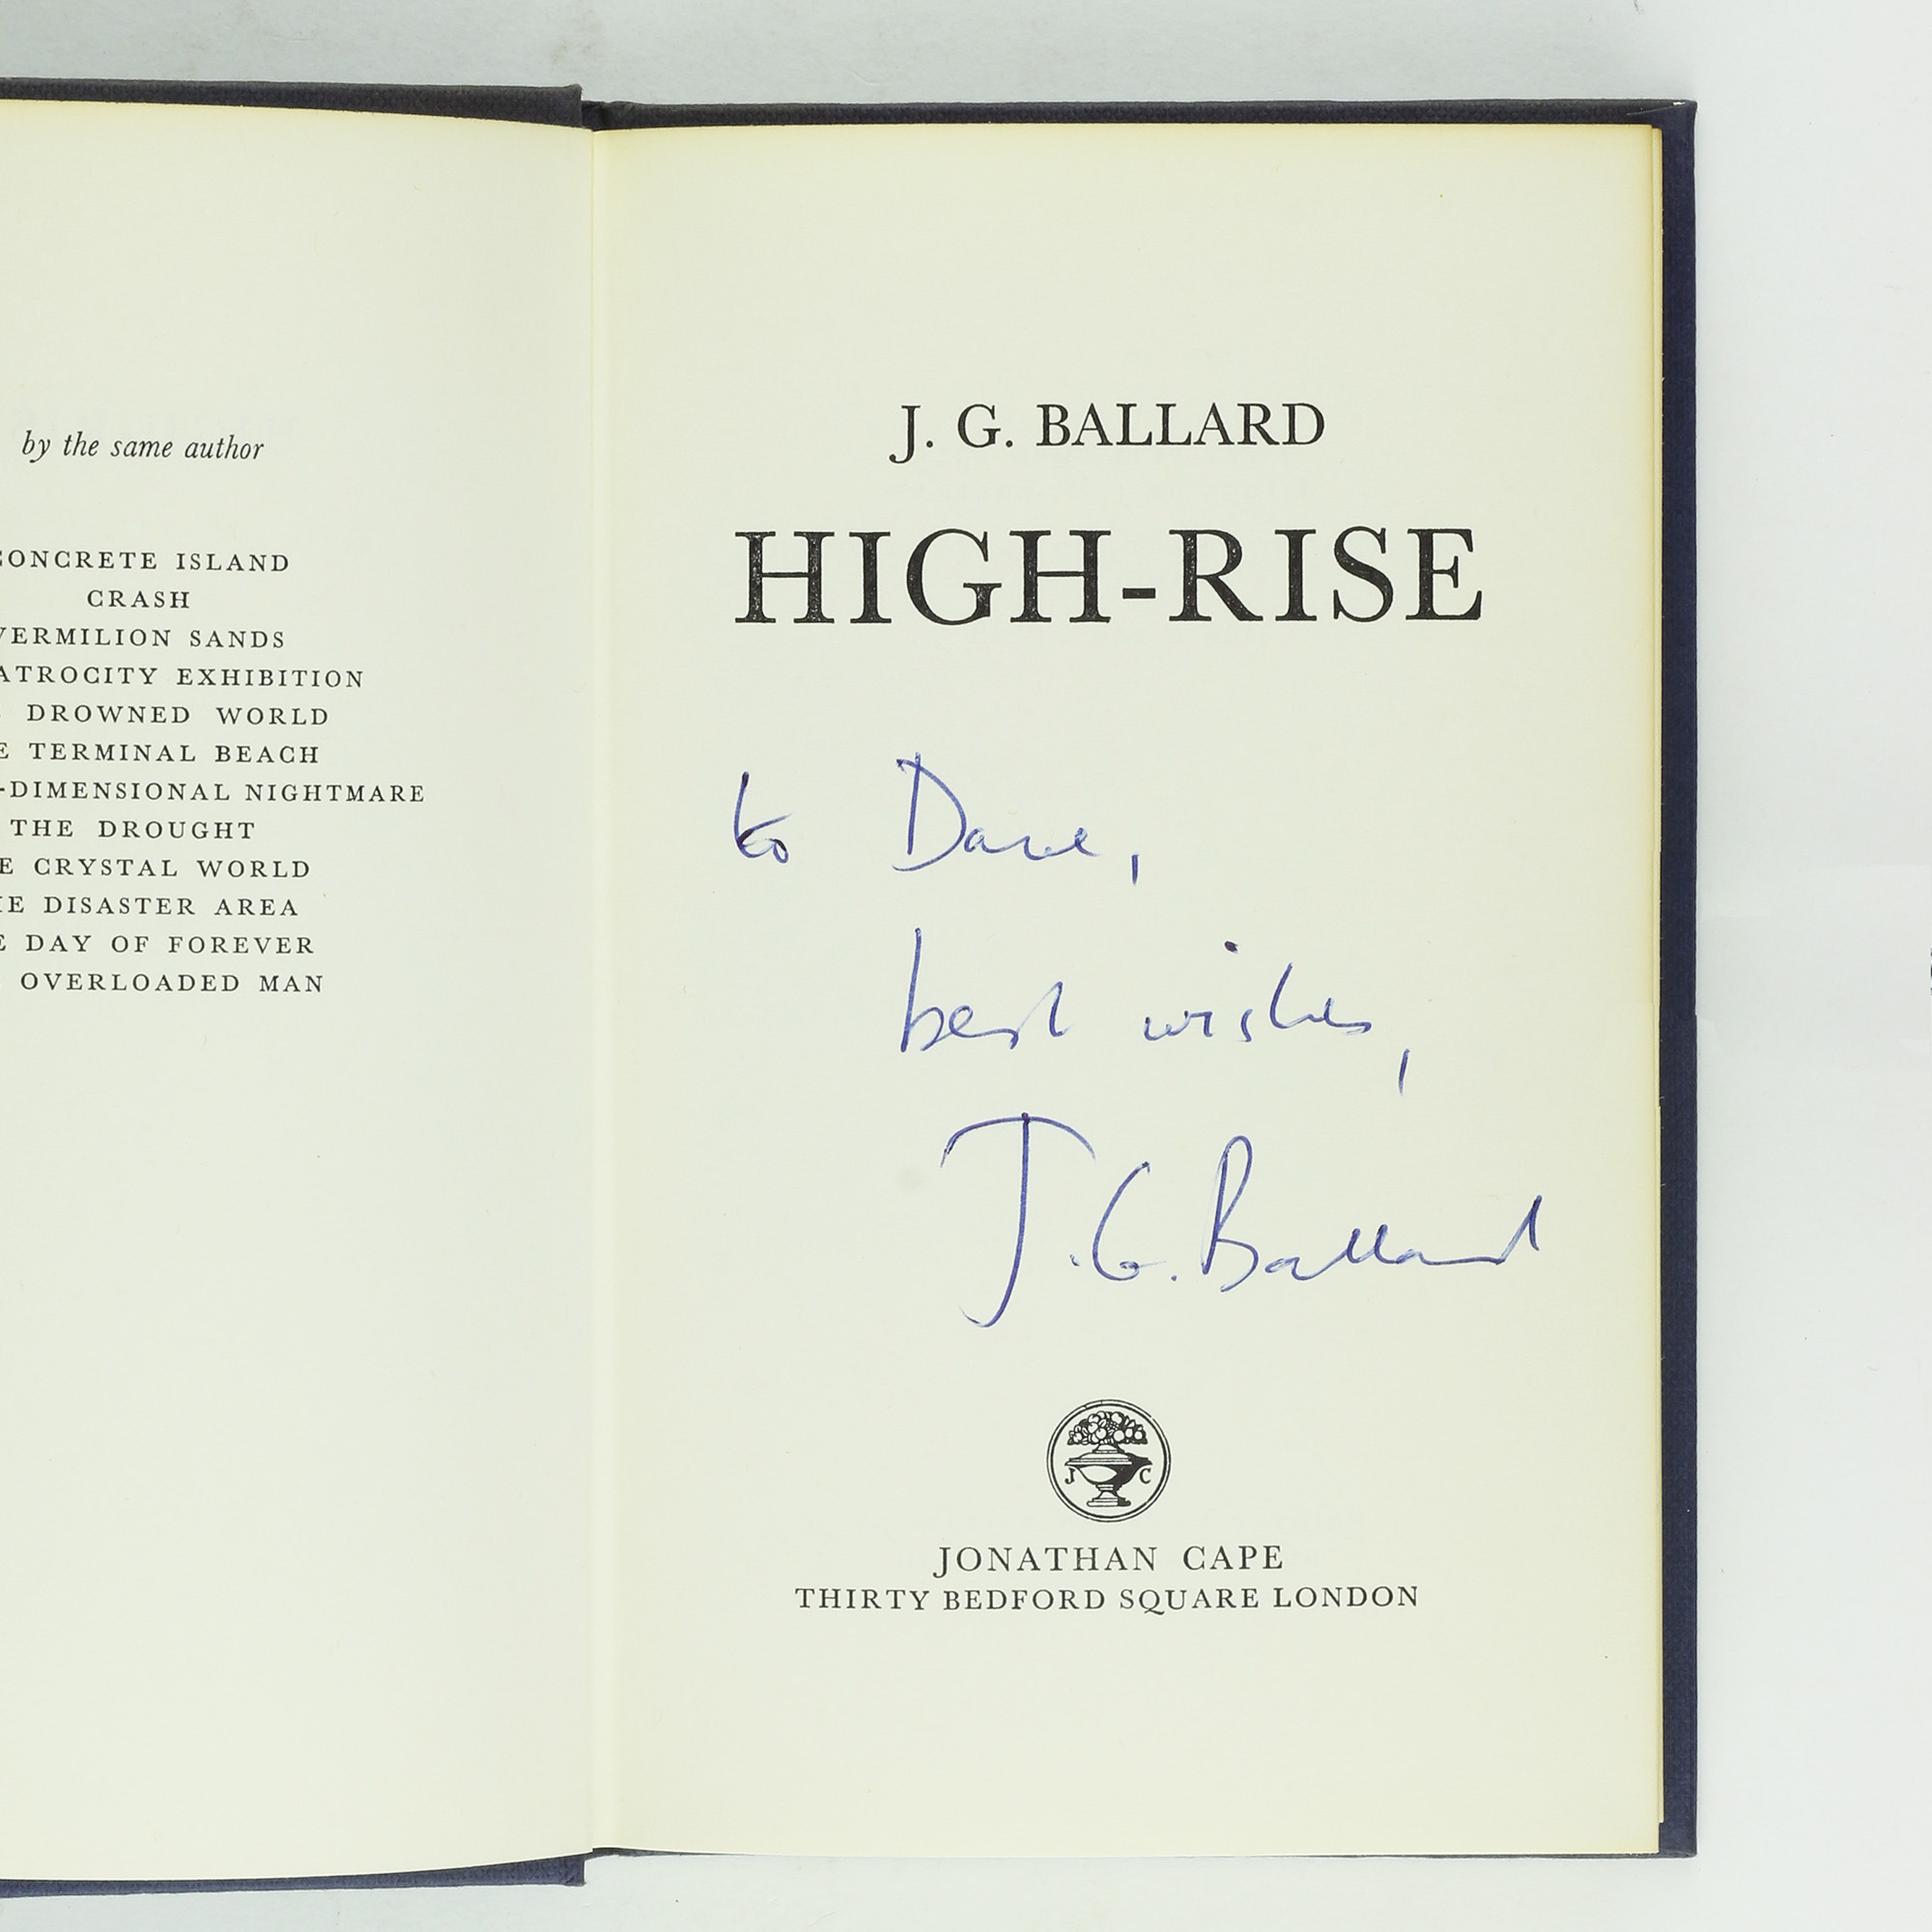 by the same author
CONCRETE ISLAND
CRASH
VERMILION SANDS
ATROCITY EXHIBITION
DROWNED WORLD
TERMINAL BEACH
-DIMENSIONAL NIGHTMARE
THE DROUGHT
CRYSTAL WORLD
DISASTER AREA
DAY OF FOREVER
OVERLOADED MAN
J. G. BALLARD
HIGH-RISE
to Dave,
best wishes,
J.G. Ballard
J C
JONATHAN CAPE
THIRTY BEDFORD SQUARE LONDON